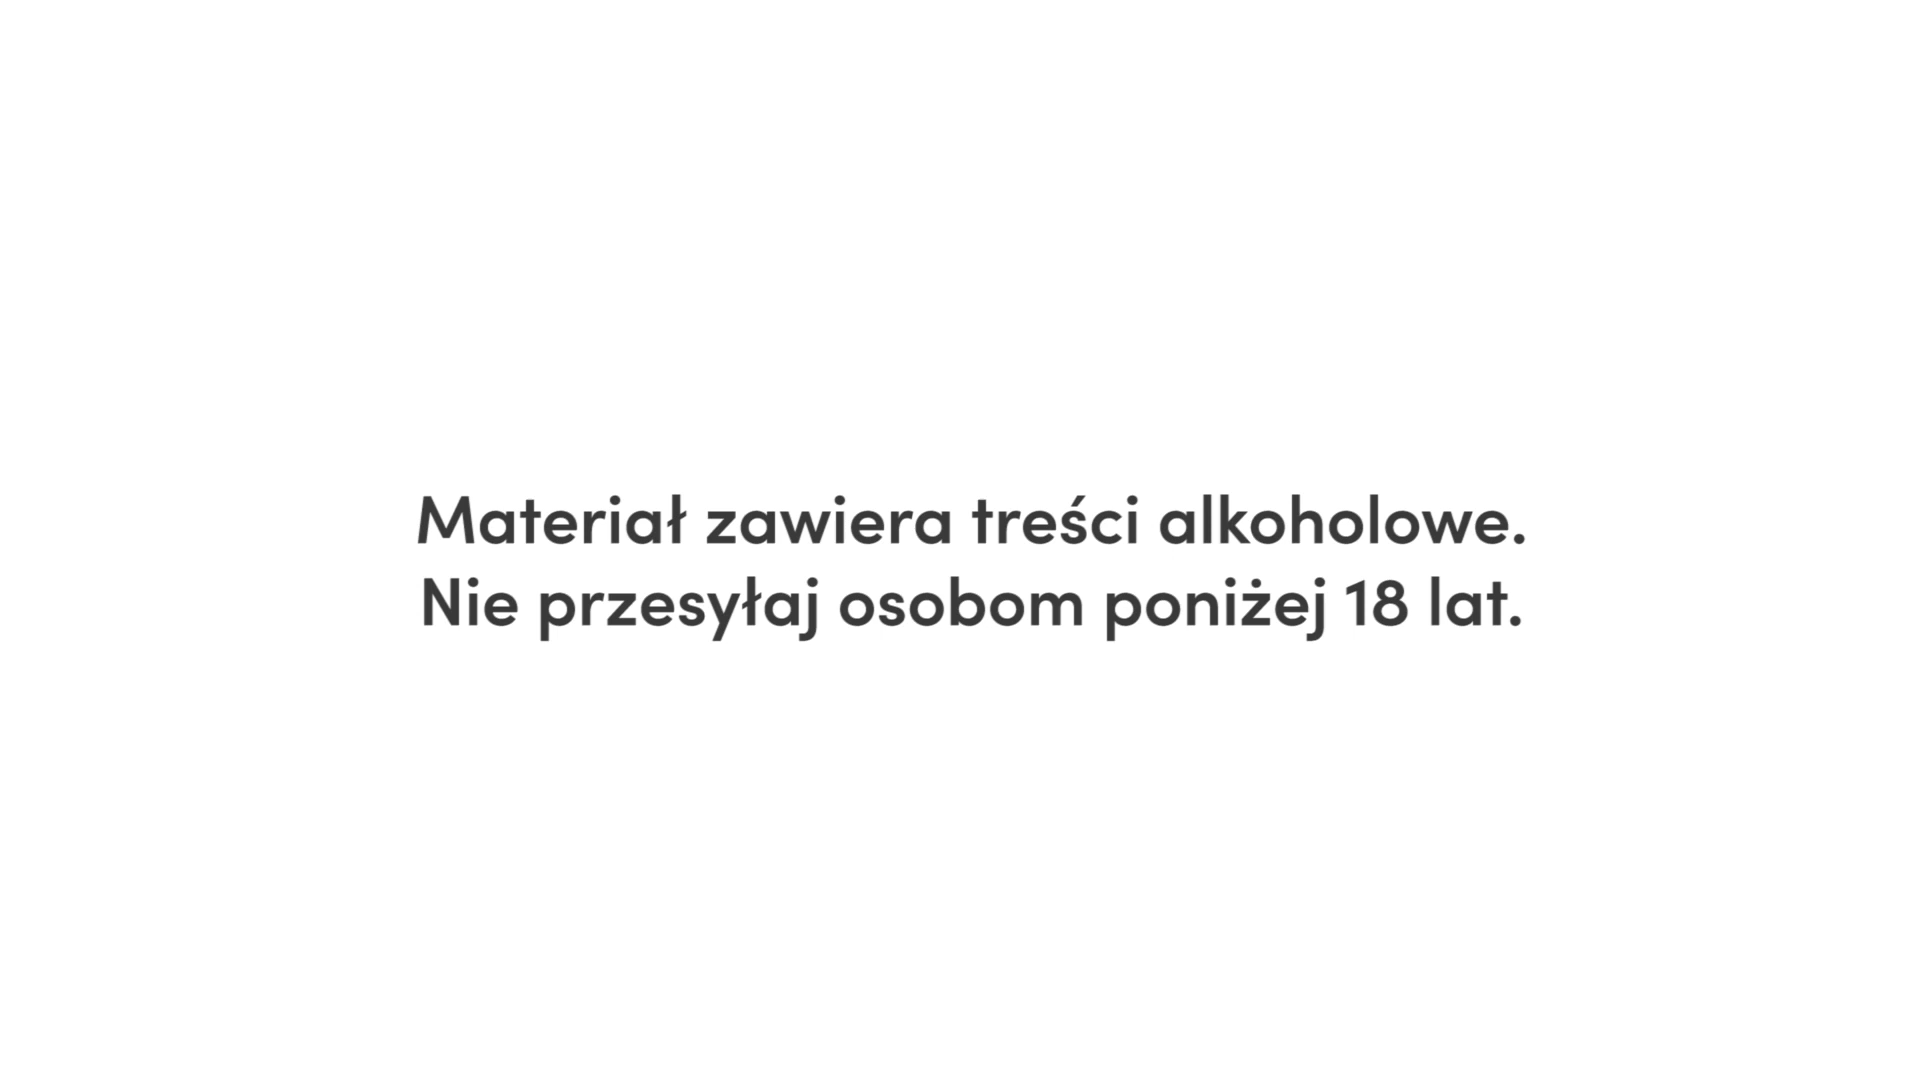 Materiał zawiera treści alkoholowe.
Nie przesyłaj osobom poniżej 18 lat.